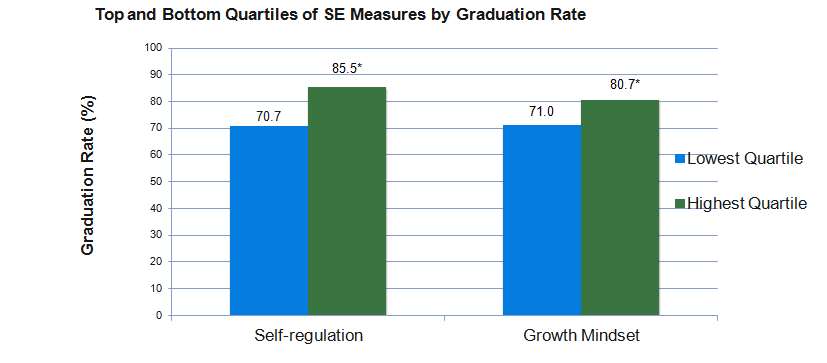 Top and Bottom Quartiles of SE Measures by Graduation Rate
Graduation Rate (%)
100
90
80
70
60
50
40
30
20
10
0
70.7
85.5*
71.0
80.7*
Self-regulation
Growth Mindset
Lowest Quartile
Highest Quartile